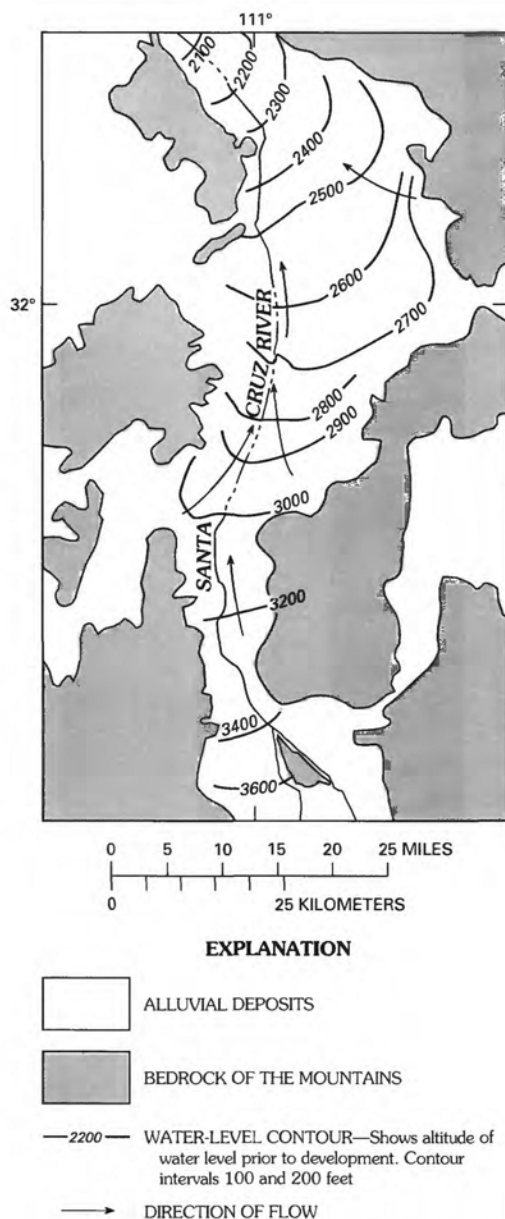 111°
2100
2200
2300
2400
2500
32°
2600
2700
SANTA CRUZ RIVER
2800
2900
3000
3200
3400
3600
0 5 10 15 20 25 MILES
0 25 KILOMETERS
EXPLANATION
ALLUVIAL DEPOSITS
BEDROCK OF THE MOUNTAINS
—2200— WATER-LEVEL CONTOUR—Shows altitude of
water level prior to development. Contour
intervals 100 and 200 feet
DIRECTION OF FLOW